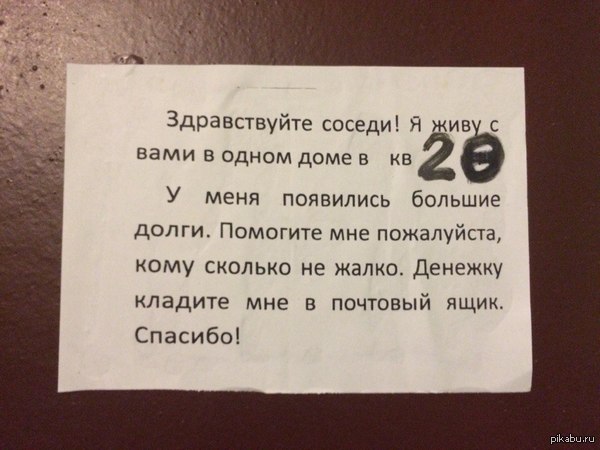 Здравствуйте соседи! Я живу с
вами в одном доме в кв 20
У меня появились большие
долги. Помогите мне пожалуйста,
кому сколько не жалко. Денежку
кладите мне в почтовый ящик.
Спасибо!
pikabu.ru